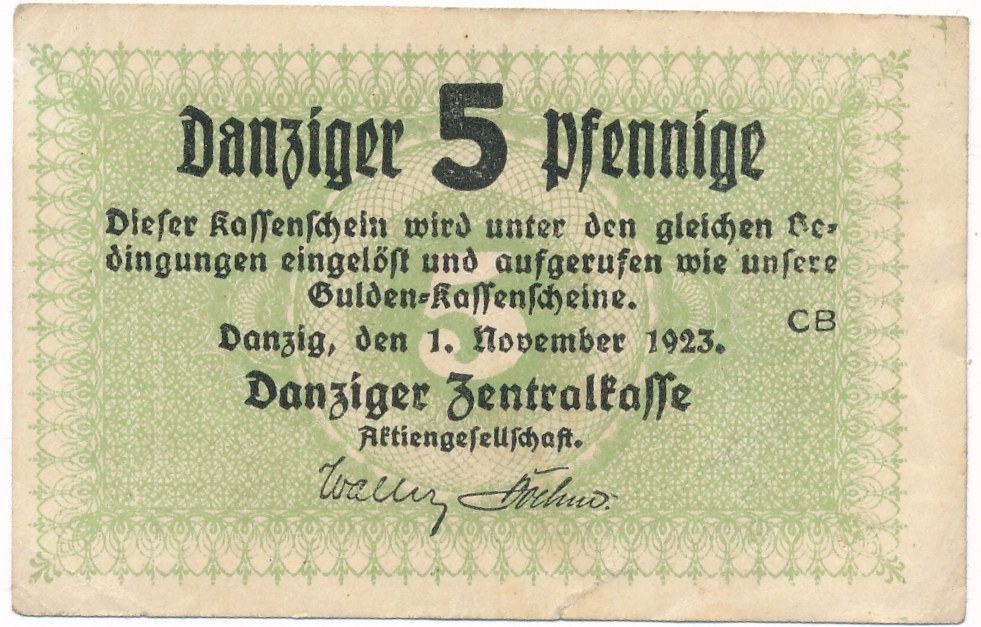 Danziger 5 Pfennige
Dieser Kassenschein wird unter den gleichen Be-
dingungen eingelöst und aufgerufen wie unsere
Gulden-Kassenscheine.
CB
Danzig, den 1. November 1923.
Danziger Zentralkasse
Aktiengesellschaft.